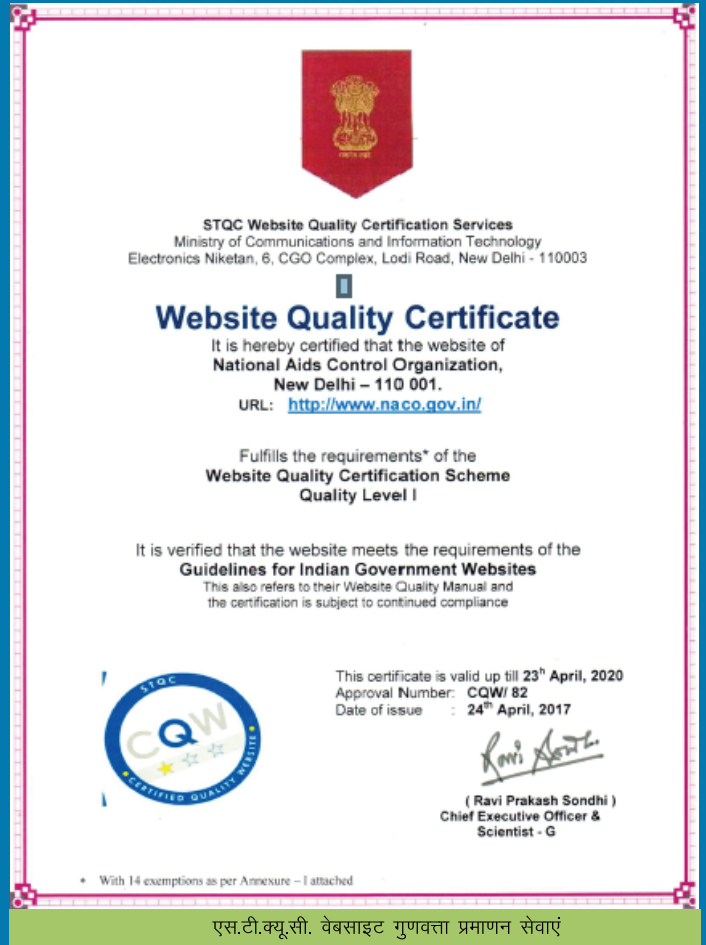 STQC Website Quality Certification Services
Ministry of Communications and Information Technology
Electronics Niketan, 6, CGO Complex, Lodi Road, New Delhi - 110003
Website Quality Certificate
It is hereby certified that the website of
National Aids Control Organization,
New Delhi – 110 001.
URL: http://www.naco.gov.in/
Fulfills the requirements* of the
Website Quality Certification Scheme
Quality Level I
It is verified that the website meets the requirements of the
Guidelines for Indian Government Websites
This also refers to their Website Quality Manual and
the certification is subject to continued compliance
STQC
CQW
CERTIFIED QUALITY WEBSITE
This certificate is valid up till 23h April, 2020
Approval Number: CQW/ 82
Date of issue : 24th April, 2017
Ravi Sondhi
( Ravi Prakash Sondhi )
Chief Executive Officer &
Scientist - G
* With 14 exemptions as per Annexure – I attached
एस.टी.क्यू.सी. वेबसाइट गुणवत्ता प्रमाणन सेवाएं